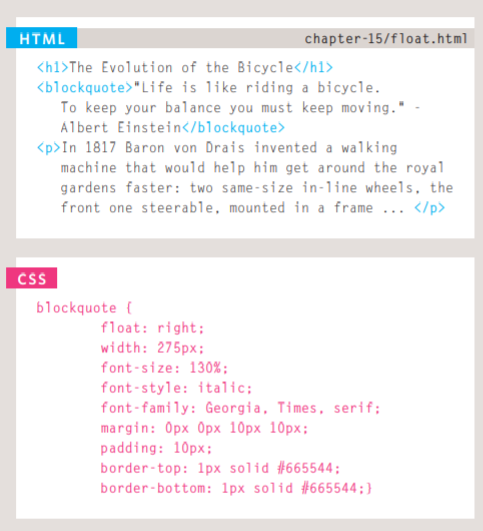 HTML
chapter-15/float.html
<h1>The Evolution of the Bicycle</h1>
<blockquote>"Life is like riding a bicycle.
To keep your balance you must keep moving." -
Albert Einstein</blockquote>
<p>In 1817 Baron von Drais invented a walking
machine that would help him get around the royal
gardens faster: two same-size in-line wheels, the
front one steerable, mounted in a frame ... </p>
CSS
blockquote {
float: right;
width: 275px;
font-size: 130%;
font-style: italic;
font-family: Georgia, Times, serif;
margin: 0px 0px 10px 10px;
padding: 10px;
border-top: 1px solid #665544;
border-bottom: 1px solid #665544;}